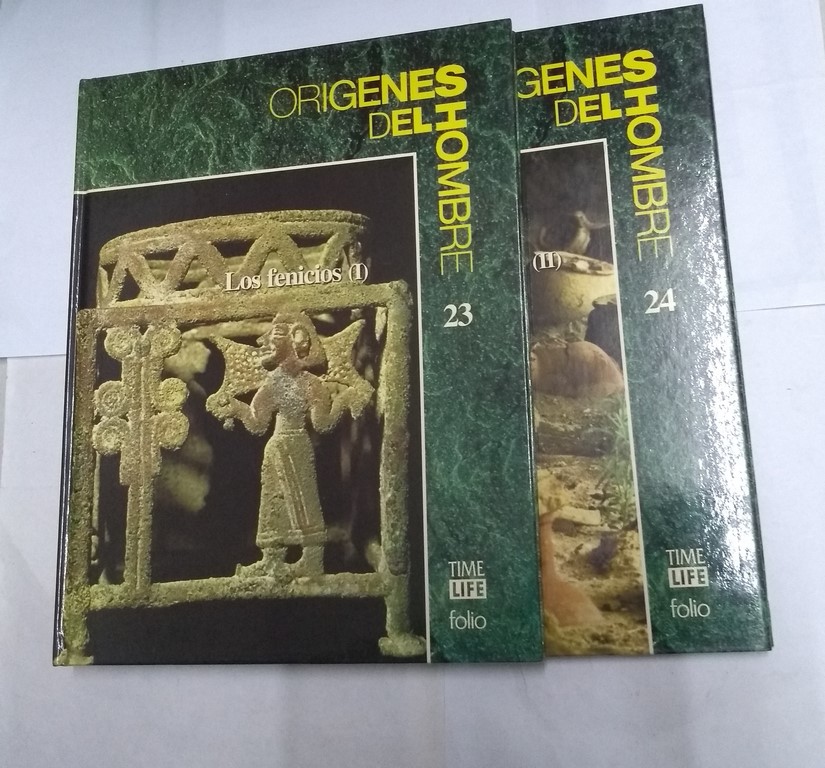 ORIGENES
DEL HOMBRE
23
Los fenicios (I)
TIME
LIFE
folio
GENES
DEL HOMBRE
24
(II)
TIME
LIFE
folio